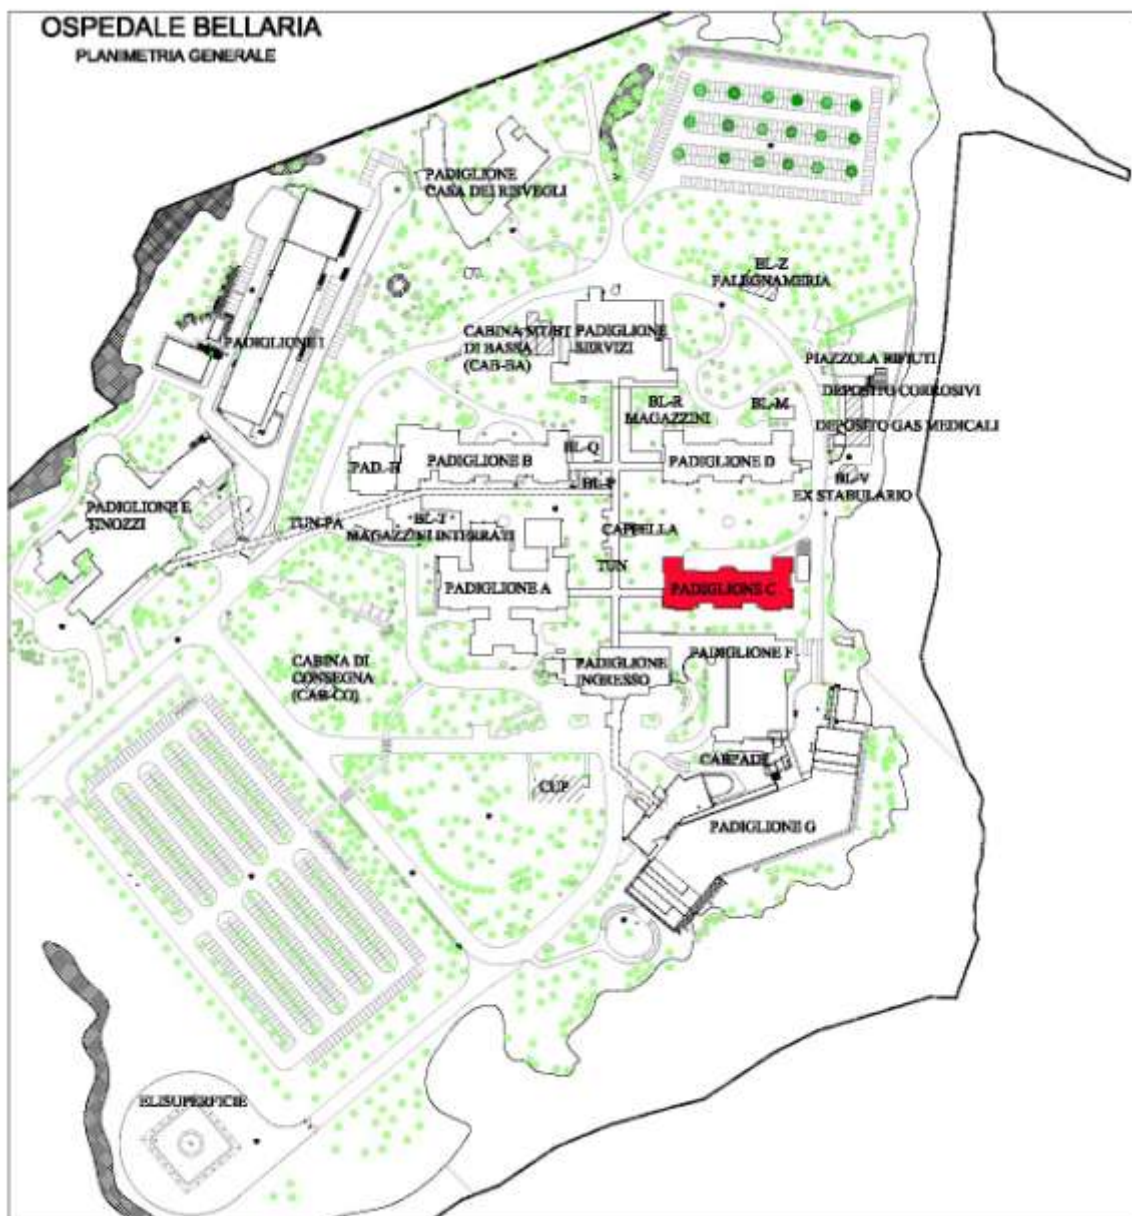 OSPEDALE BELLARIA
PLANIMETRIA GENERALE
PADIGLIONE
CASA DEI RISVEGLI
BL-Z
FALEGNAMERIA
PADIGLIONE I
CABINA MT/BT
DI BASSA
(CAB-BA)
PADIGLIONE
SERVIZI
PIAZZOLA RIFIUTI
DEPOSITO CORROSIVI
DEPOSITO GAS MEDICALI
BL-R
MAGAZZINI
BL-M
BL-Q
PAD.-H
PADIGLIONE B
PADIGLIONE D
BL-P
BL-V
EX STABULARIO
PADIGLIONE E
TINOZZI
TUN-PA
BL-T
MAGAZZINI INTERRATI
CAPPELLA
TUN
PADIGLIONE A
PADIGLIONE C
CABINA DI
CONSEGNA
(CAB-CO)
PADIGLIONE
INGRESSO
PADIGLIONE F
CUP
PADIGLIONE G
ELISUPERFICIE